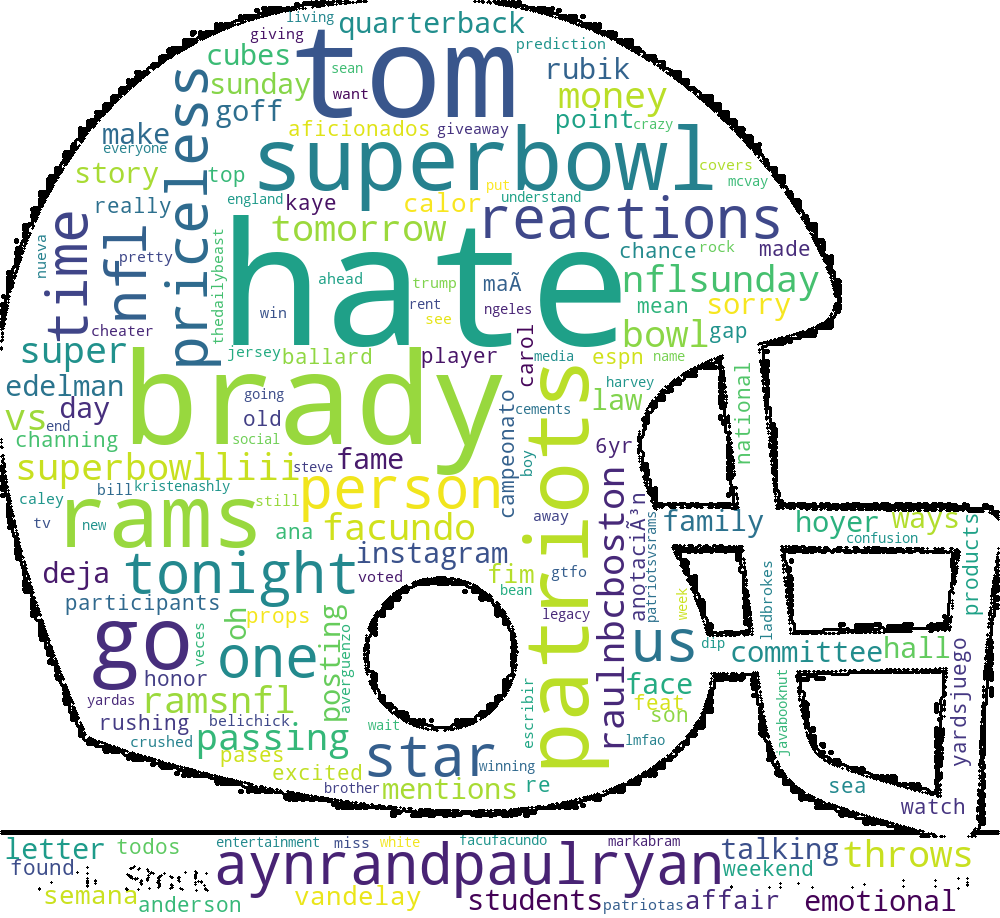 living
giving
quarterback
prediction
tom
cubes
sean
rubik
sunday
want
money
goff
point
crazy
priceless
aficionados
giveaway
make
everyone
superbowl
story
top
covers
mcvay
put
understand
england
kaye
calor
reactions
really
time
nfl
tomorrow
nueva
pretty
thedailybeast
hate
chance
rock
made
ahead
trump
maÃ
nflsunday
rent
see
ngeles
mean
sorry
win
cheater
bowl
gap
super
jersey
ballard
player
carol
media
espn
name
edelman
brady
going
harvey
national
law
vs
day
old
campeonato
cements
end
channing
social
6yr
superbowlliii
steve
fame
boy
patriots
bill
kristenashly
person
caley
rams
still
tv
new
ana
facundo
away
raulnbcboston
anotaciÃ³n
patriotsvsrams
family
hoyer
ways
confusion
products
instagram
deja
tonight
voted
fim
gtfo
bean
ladbrokes
participants
props
oh
posting
averguenzo
legacy
week
go
veces
one
us
dip
committee
hall
honor
face
yardas
ramsnfl
feat
son
javabooknut
yardsjuego
rushing
belichick
wait
escribir
lmfao
crushed
passing
pases
star
winning
excited
brother
mentions
re
sea
watch
letter
todos
entertainment
miss
white
facufacundo
markabram
found
aynrandpaulryan
talking
throws
weekend
semana
anderson
vandelay
students
patriotas
affair
emotional